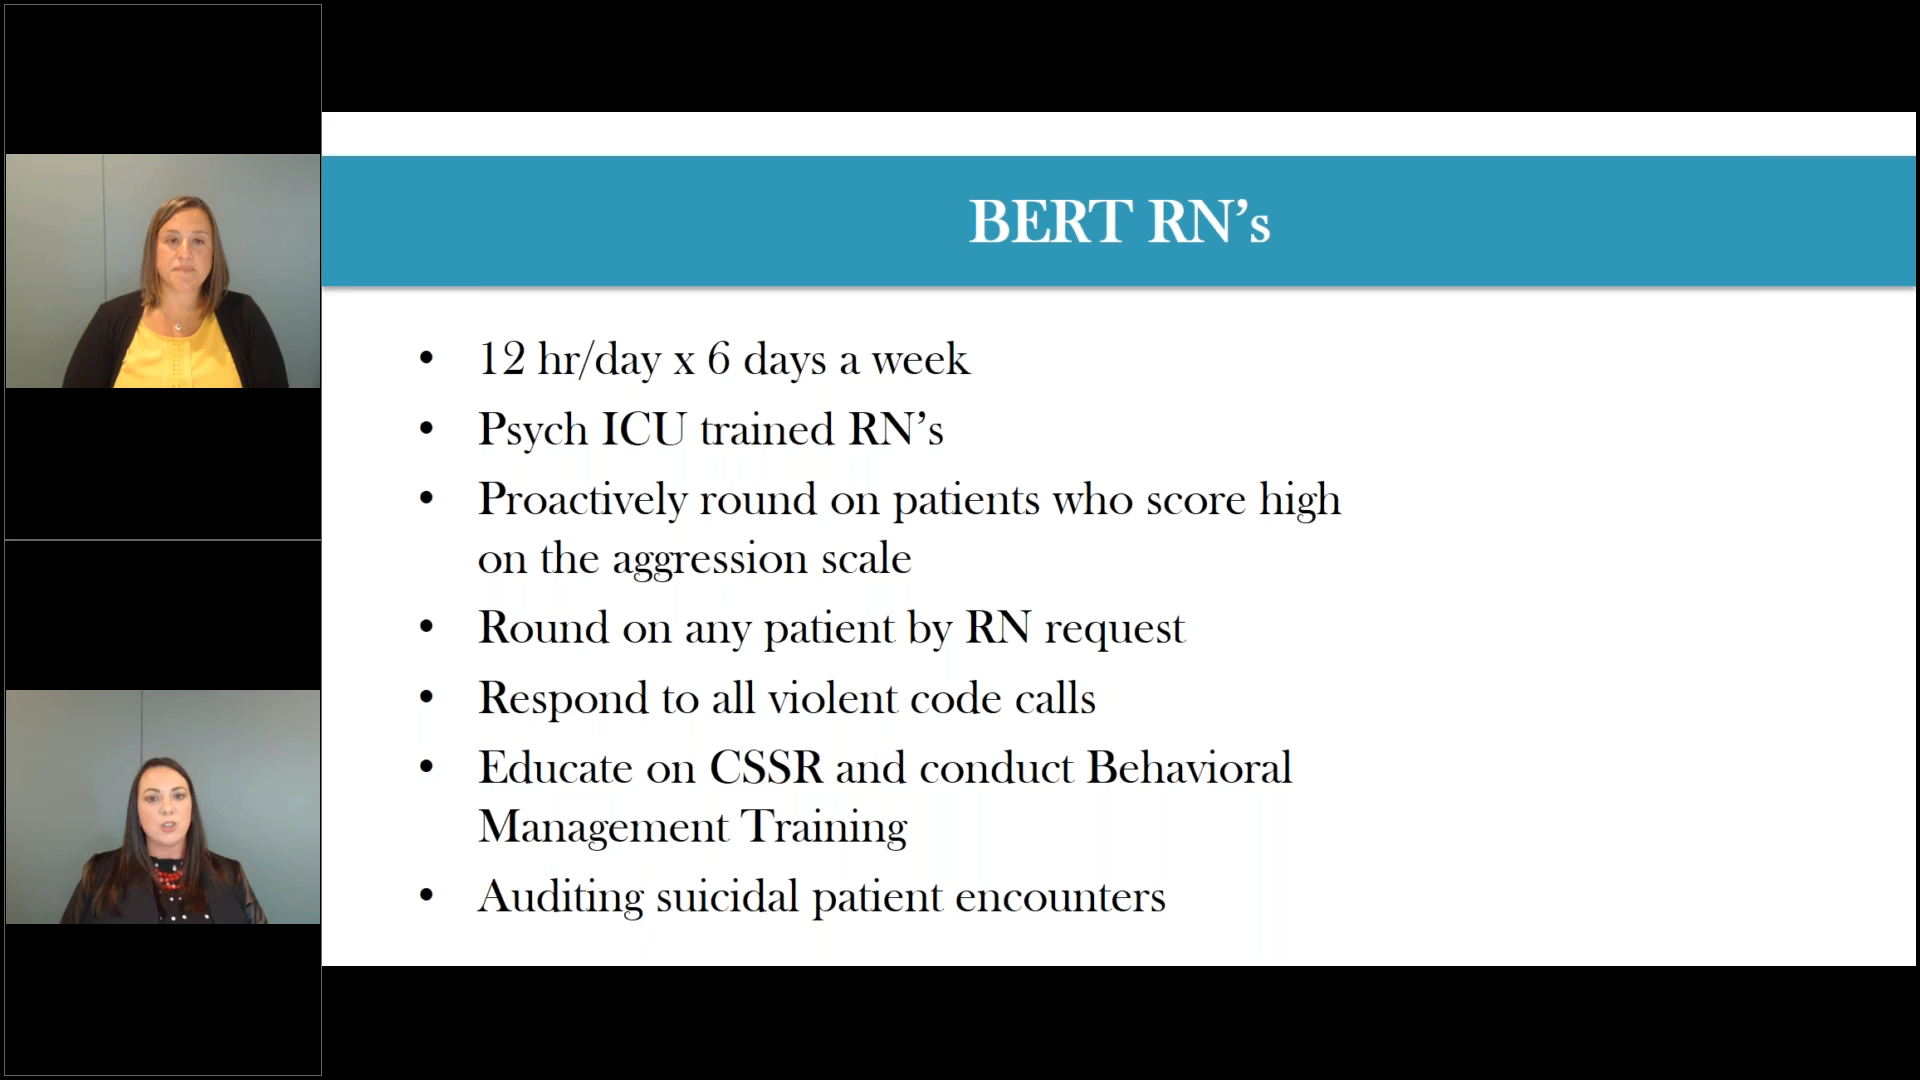 BERT RN’s
• 12 hr/day x 6 days a week
• Psych ICU trained RN’s
• Proactively round on patients who score high
on the aggression scale
• Round on any patient by RN request
• Respond to all violent code calls
• Educate on CSSR and conduct Behavioral
Management Training
• Auditing suicidal patient encounters